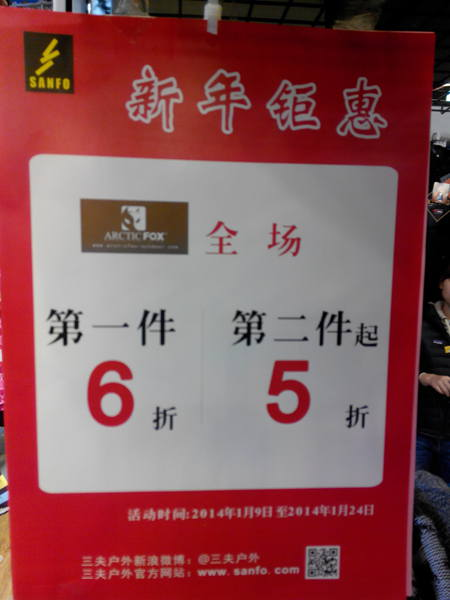 SANFO
新年钜惠
ARCTIC FOX
全场
第一件 第二件起
6折 5折
活动时间:2014年1月9日至2014年1月24日
三夫户外新浪微博：@三夫户外
三夫户外官方网站：www.sanfo.com